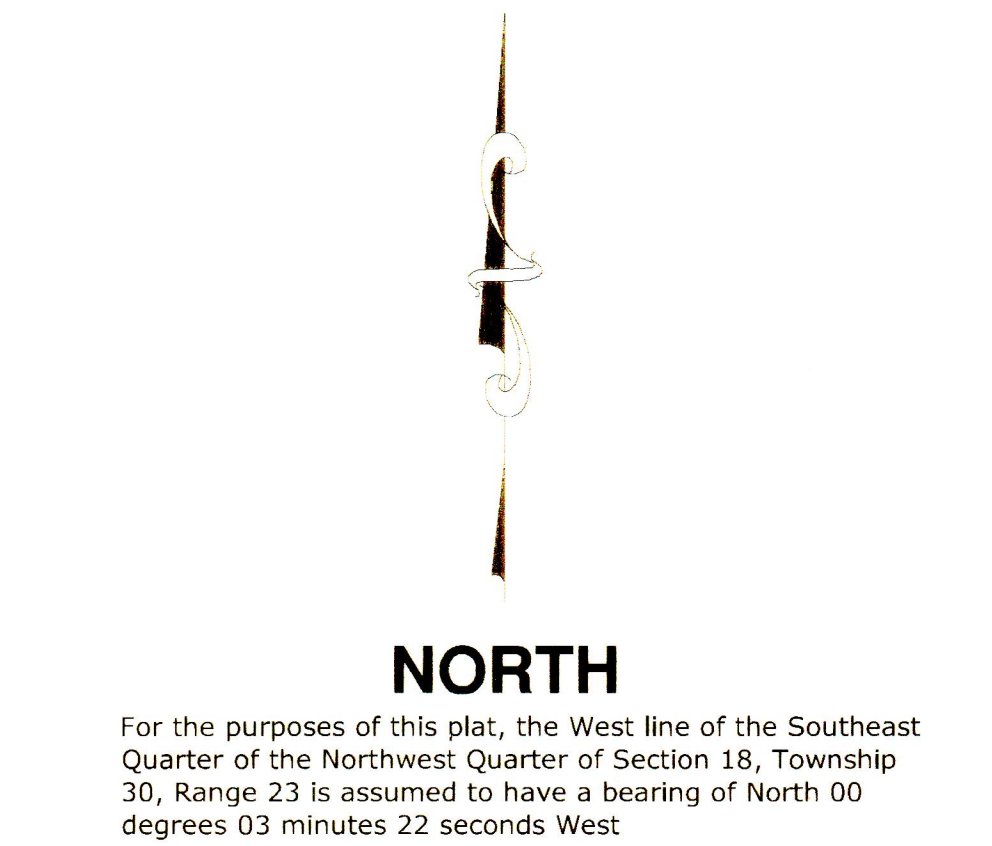 NORTH
For the purposes of this plat, the West line of the Southeast
Quarter of the Northwest Quarter of Section 18, Township
30, Range 23 is assumed to have a bearing of North 00
degrees 03 minutes 22 seconds West